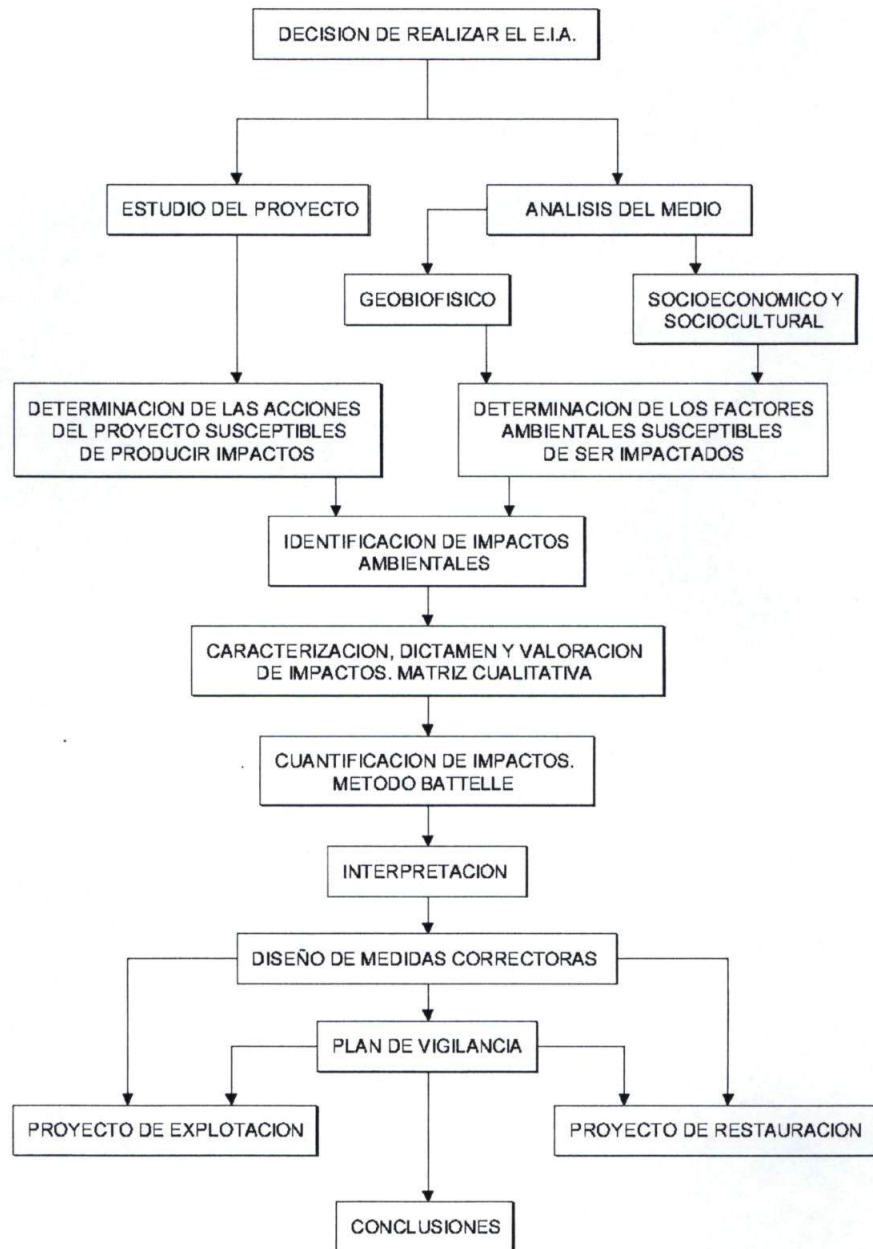 DECISION DE REALIZAR EL E.I.A.
ESTUDIO DEL PROYECTO
ANALISIS DEL MEDIO
GEOBIOFISICO
SOCIOECONOMICO Y
SOCIOCULTURAL
DETERMINACION DE LAS ACCIONES
DEL PROYECTO SUSCEPTIBLES
DE PRODUCIR IMPACTOS
DETERMINACION DE LOS FACTORES
AMBIENTALES SUSCEPTIBLES
DE SER IMPACTADOS
IDENTIFICACION DE IMPACTOS
AMBIENTALES
CARACTERIZACION, DICTAMEN Y VALORACION
DE IMPACTOS. MATRIZ CUALITATIVA
CUANTIFICACION DE IMPACTOS.
METODO BATTELLE
INTERPRETACION
DISEÑO DE MEDIDAS CORRECTORAS
PLAN DE VIGILANCIA
PROYECTO DE EXPLOTACION
PROYECTO DE RESTAURACION
CONCLUSIONES